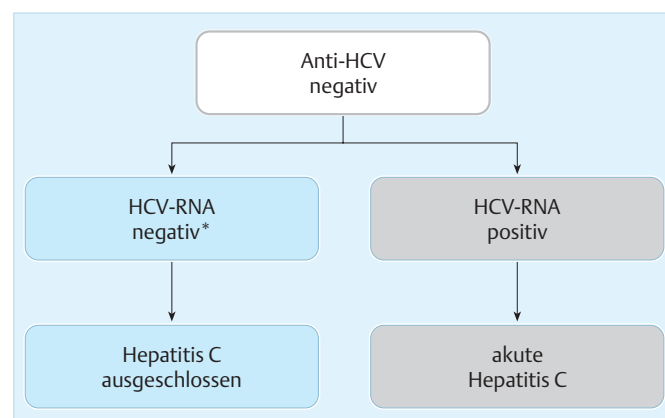 Anti-HCV
negativ
HCV-RNA
negativ*
HCV-RNA
positiv
Hepatitis C
ausgeschlossen
akute
Hepatitis C